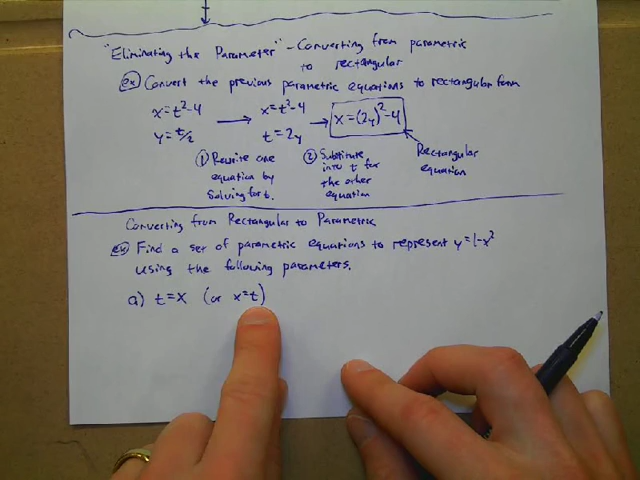 "Eliminating the Parameter" - Converting from parametric
to rectangular
ex) Convert the previous parametric equations to rectangular form
x=t²-4 → x=t²-4 → x=(2y)²-4
y=t/2 t=2y
① Rewrite one
equation by
solving for t.
② Substitute
into t for
the other
equation
Rectangular
equation
Converting from Rectangular to Parametric
ex) Find a set of parametric equations to represent y=1-x²
using the following parameters.
a) t=x (or x=t)